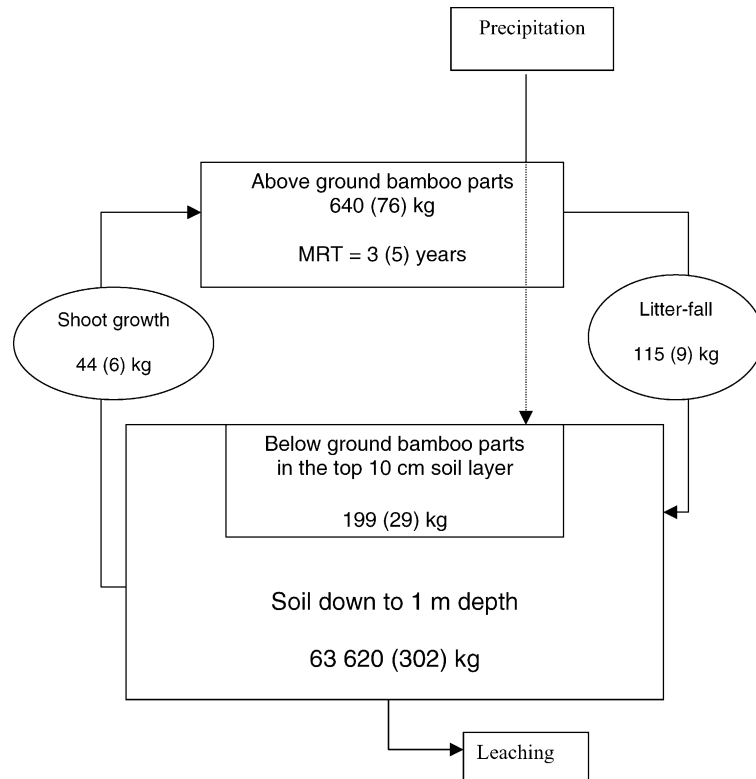 Precipitation
Above ground bamboo parts
640 (76) kg
MRT = 3 (5) years
Shoot growth
44 (6) kg
Litter-fall
115 (9) kg
Below ground bamboo parts
in the top 10 cm soil layer
199 (29) kg
Soil down to 1 m depth
63 620 (302) kg
Leaching